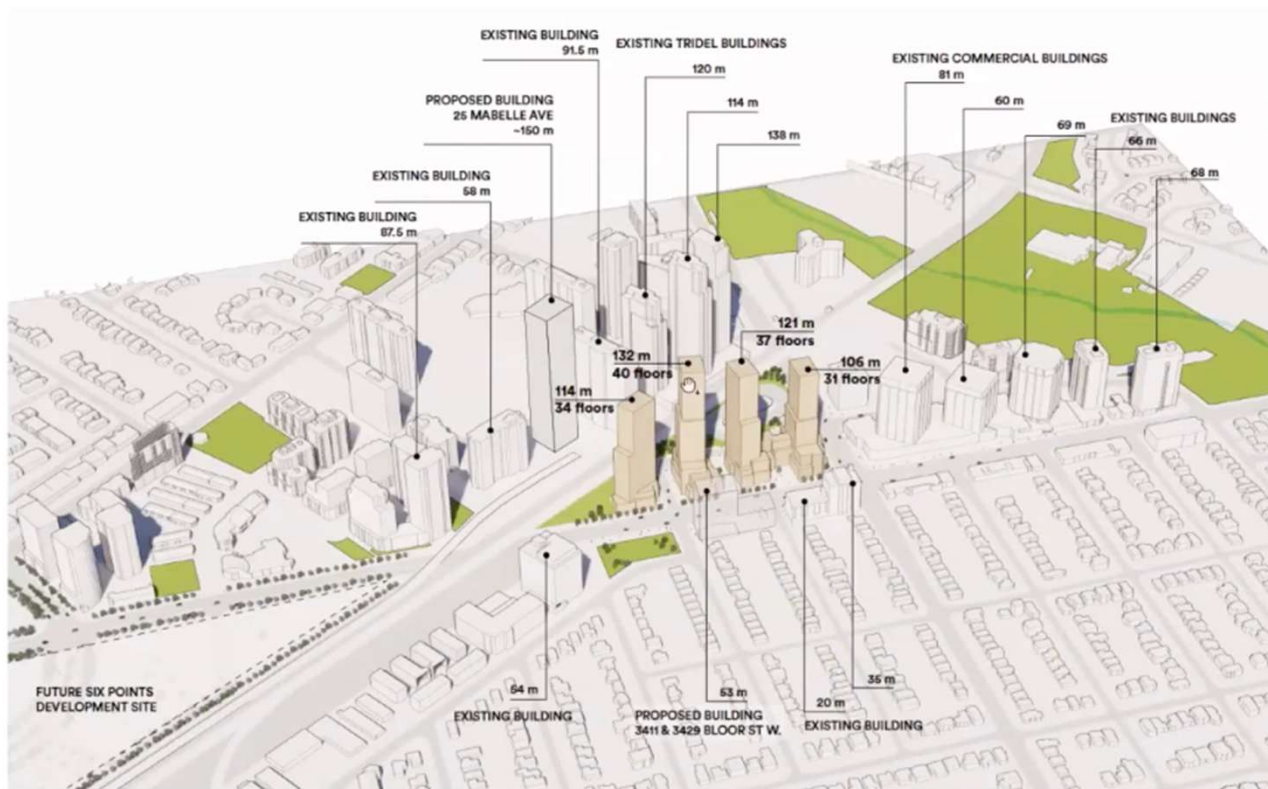 EXISTING BUILDING
91.5 m
EXISTING TRIDEL BUILDINGS
120 m
114 m
138 m
EXISTING COMMERCIAL BUILDINGS
81 m
60 m
69 m
EXISTING BUILDINGS
66 m
68 m
PROPOSED BUILDING
25 MABELLE AVE
~150 m
EXISTING BUILDING
58 m
EXISTING BUILDING
87.5 m
121 m
37 floors
132 m
40 floors
106 m
31 floors
114 m
34 floors
FUTURE SIX POINTS
DEVELOPMENT SITE
54 m
EXISTING BUILDING
53 m
PROPOSED BUILDING
3411 & 3429 BLOOR ST W.
35 m
20 m
EXISTING BUILDING